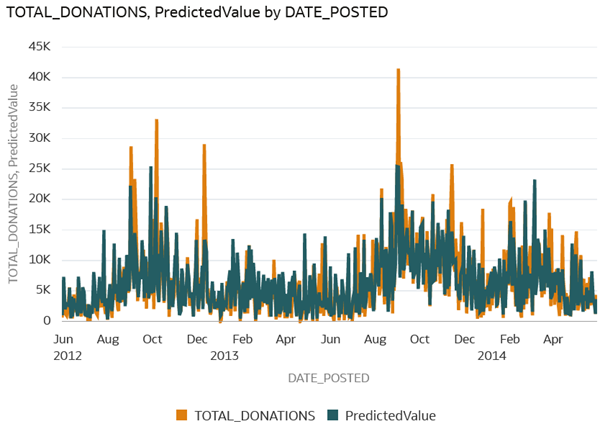 TOTAL_DONATIONS, PredictedValue by DATE_POSTED
TOTAL_DONATIONS, PredictedValue
45K
40K
35K
30K
25K
20K
15K
10K
5K
0
Jun Aug Oct Dec Feb Apr Jun Aug Oct Dec Feb Apr
2012 2013 2014
DATE_POSTED
TOTAL_DONATIONS PredictedValue